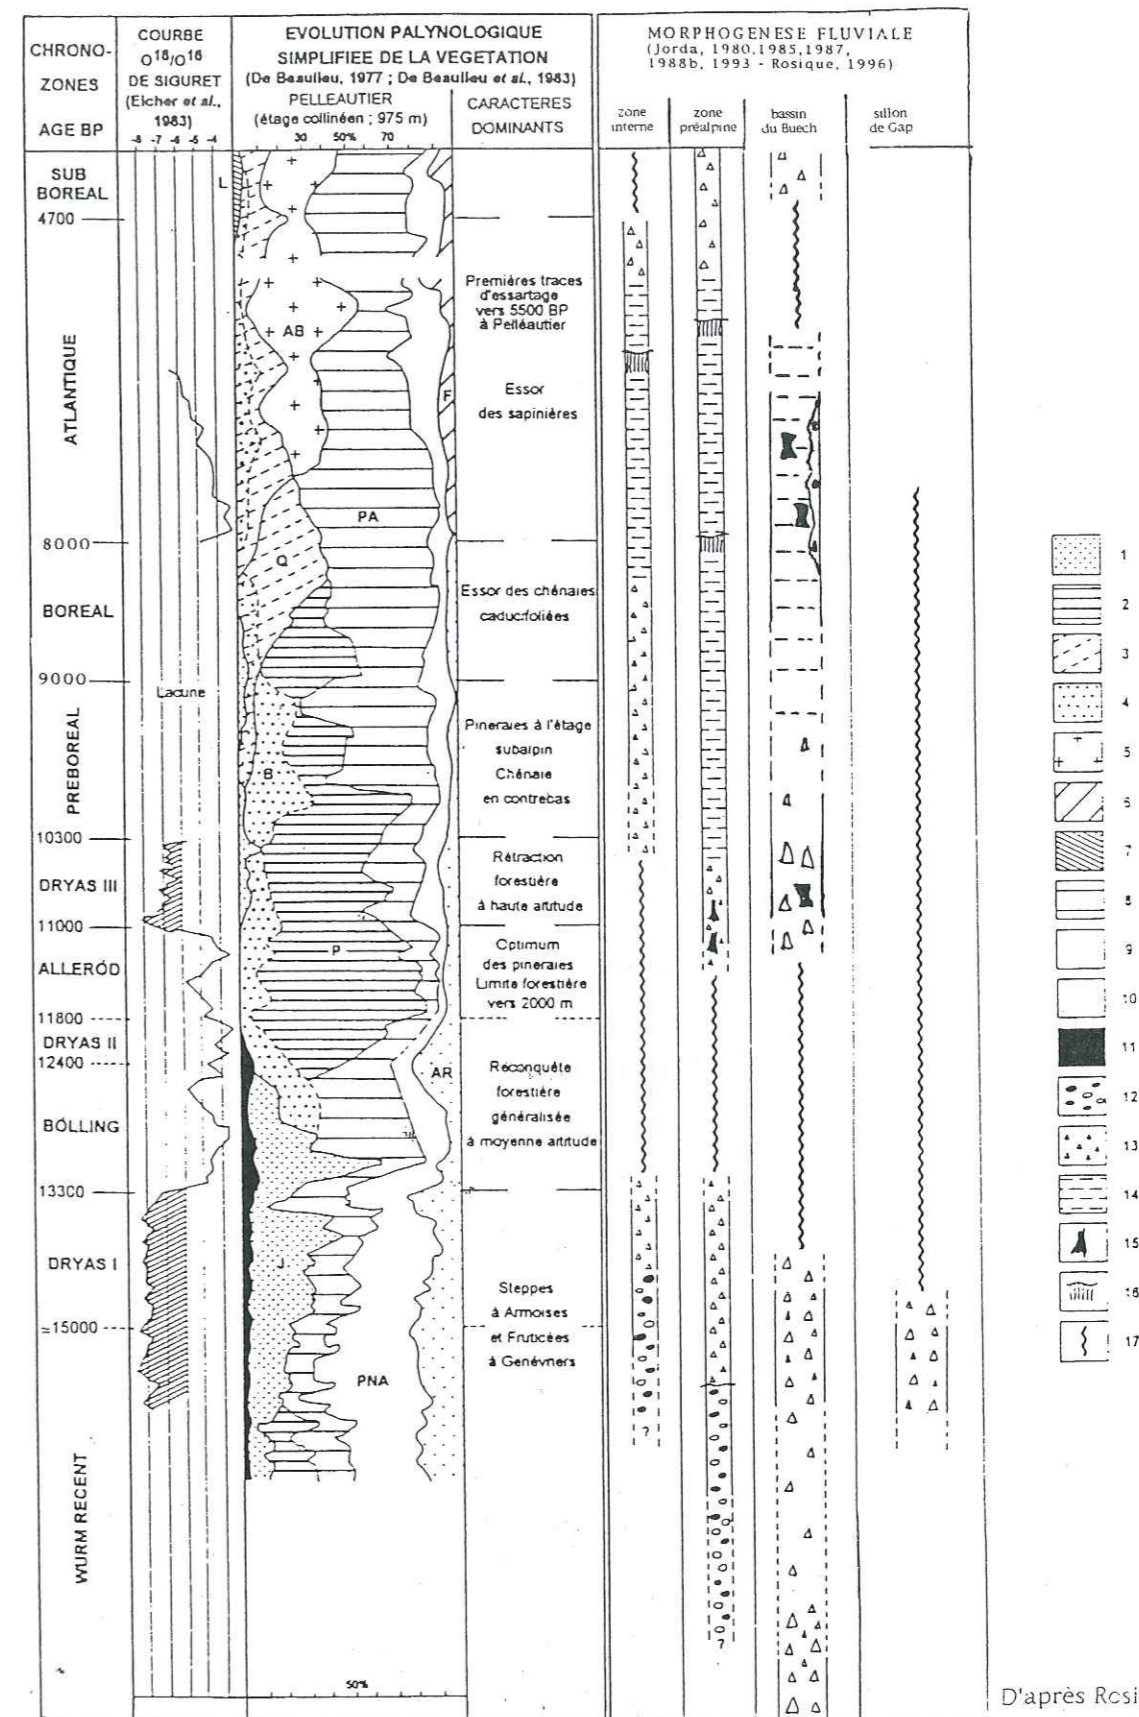 CHRONO-
ZONES
AGE BP
COURBE
O18/O16
DE SIGURET
(Eicher et al.,
1983)
-8 -7 -6 -5 -4
EVOLUTION PALYNOLOGIQUE
SIMPLIFIEE DE LA VEGETATION
(De Beaulieu, 1977 ; De Beaulieu et al., 1983)
PELLEAUTIER
(étage collinéen ; 975 m)
30 50% 70
CARACTERES
DOMINANTS
MORPHOGENESE FLUVIALE
(Jorda, 1980,1985,1987,
1988b, 1993 - Rosique, 1996)
zone
interne
zone
préalpine
bassin
du Buech
sillon
de Gap
SUB
BOREAL
4700
ATLANTIQUE
8000
BOREAL
9000
PREBOREAL
10300
DRYAS III
11000
ALLERÖD
11800
DRYAS II
12400
BÖLLING
13300
DRYAS I
≃15000
WURM RECENT
Lacune
L
AB
F
PA
Q
B
P
AR
J
PNA
50%
Premières traces
d'essartage
vers 5500 BP
à Pelléautier
Essor
des sapinières
Essor des chênaies
caducifoliées
Pineraies à l'étage
subalpin
Chênaie
en contrebas
Rétraction
forestière
à haute altitude
Optimum
des pineraies
Limite forestière
vers 2000 m
Réconquête
forestière
généralisée
à moyenne altitude
Steppes
à Armoises
et Fruticées
à Genévriers
?
?
1
2
3
4
5
6
7
8
9
10
11
12
13
14
15
16
17
D'après Rosi